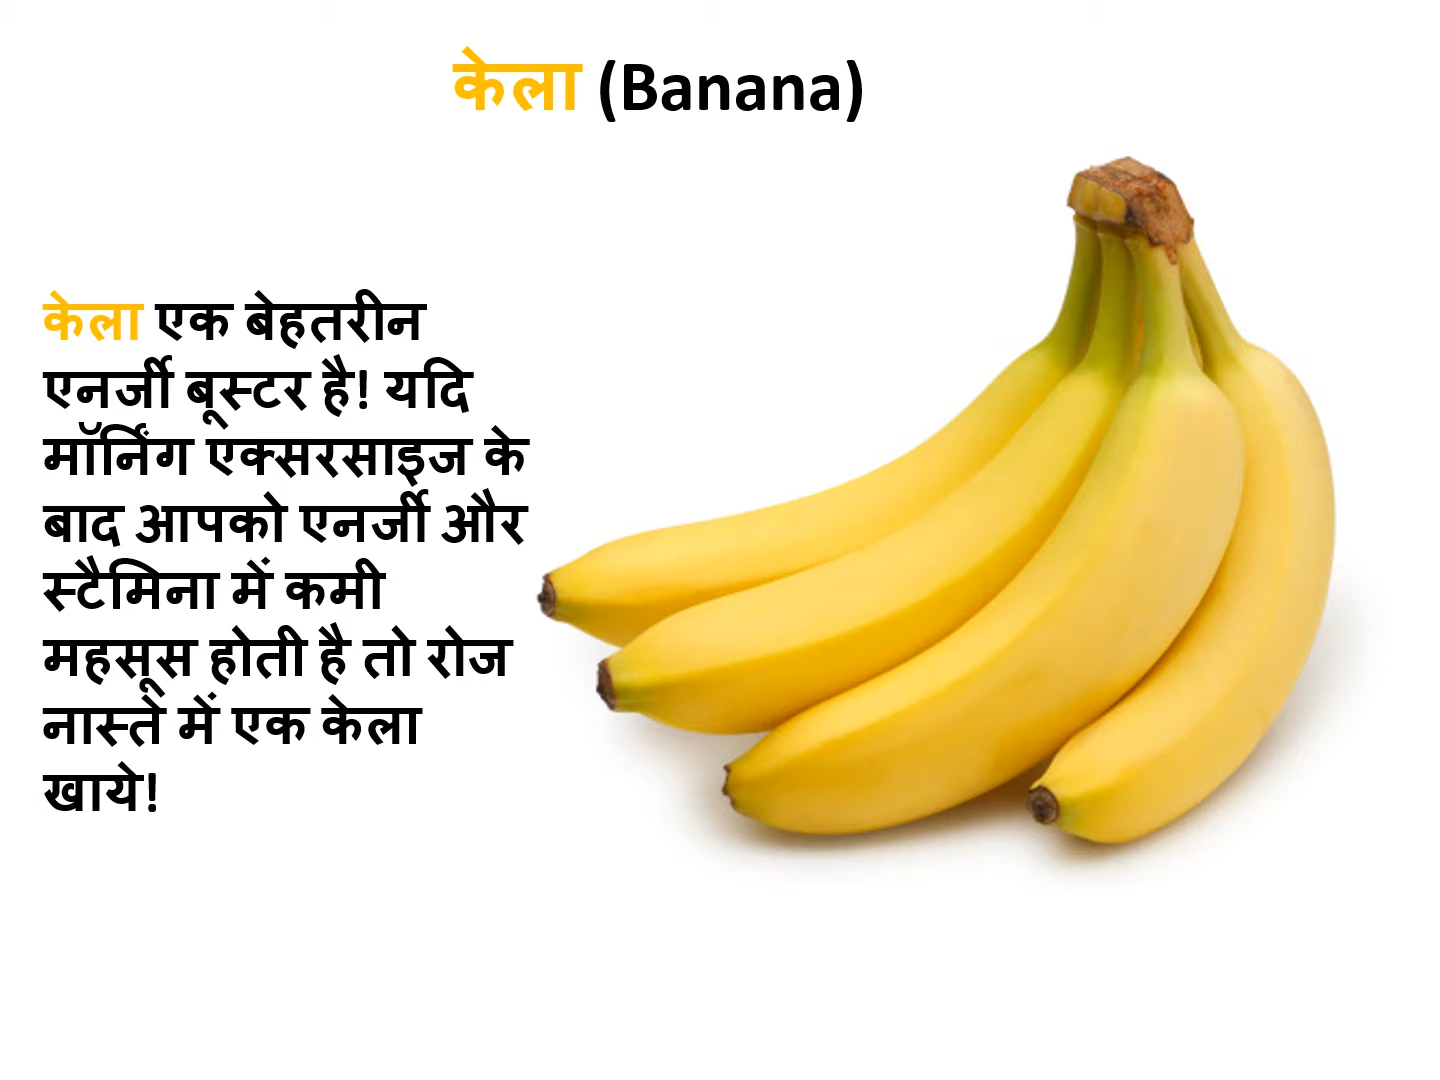 केला (Banana)
केला एक बेहतरीन
एनर्जी बूस्टर है! यदि
मॉर्निंग एक्सरसाइज के
बाद आपको एनर्जी और
स्टैमिना में कमी
महसूस होती है तो रोज
नास्ते में एक केला
खाये!